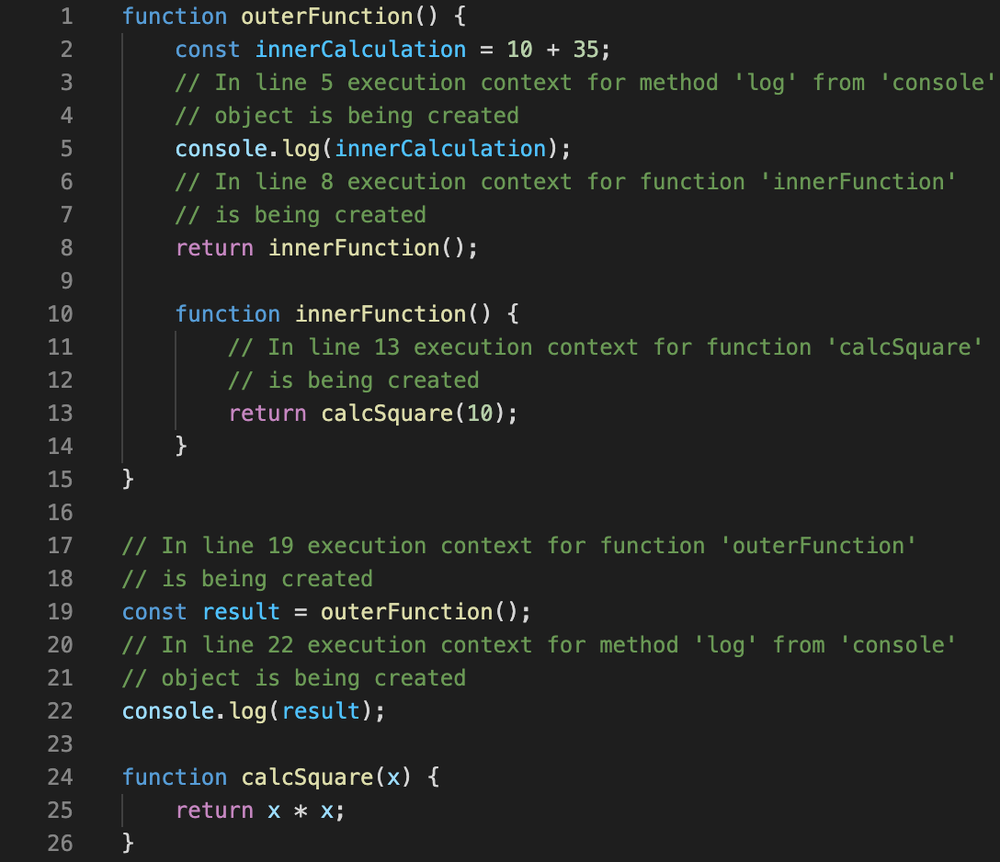 1 function outerFunction() {
2     const innerCalculation = 10 + 35;
3     // In line 5 execution context for method 'log' from 'console'
4     // object is being created
5     console.log(innerCalculation);
6     // In line 8 execution context for function 'innerFunction'
7     // is being created
8     return innerFunction();
9
10     function innerFunction() {
11         // In line 13 execution context for function 'calcSquare'
12         // is being created
13         return calcSquare(10);
14     }
15 }
16
17 // In line 19 execution context for function 'outerFunction'
18 // is being created
19 const result = outerFunction();
20 // In line 22 execution context for method 'log' from 'console'
21 // object is being created
22 console.log(result);
23
24 function calcSquare(x) {
25     return x * x;
26 }